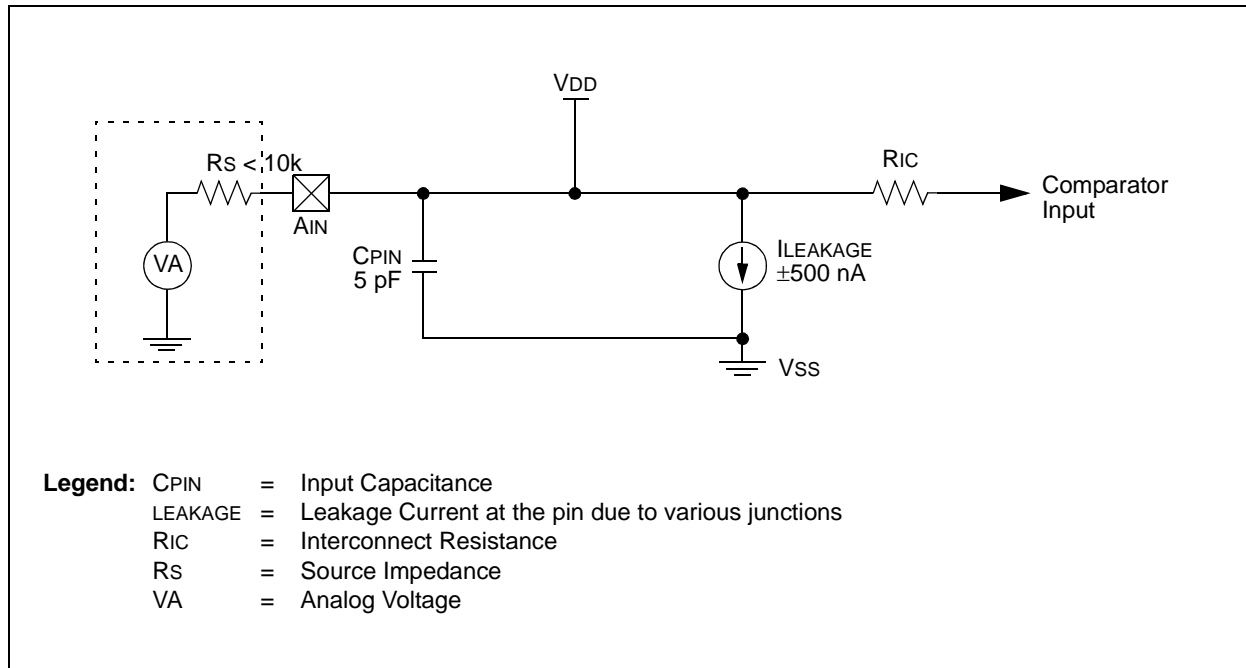 VDD
RS < 10k
RIC
AIN
Comparator
Input
VA
CPIN
5 pF
ILEAKAGE
±500 nA
VSS
Legend: CPIN = Input Capacitance
LEAKAGE = Leakage Current at the pin due to various junctions
RIC = Interconnect Resistance
RS = Source Impedance
VA = Analog Voltage